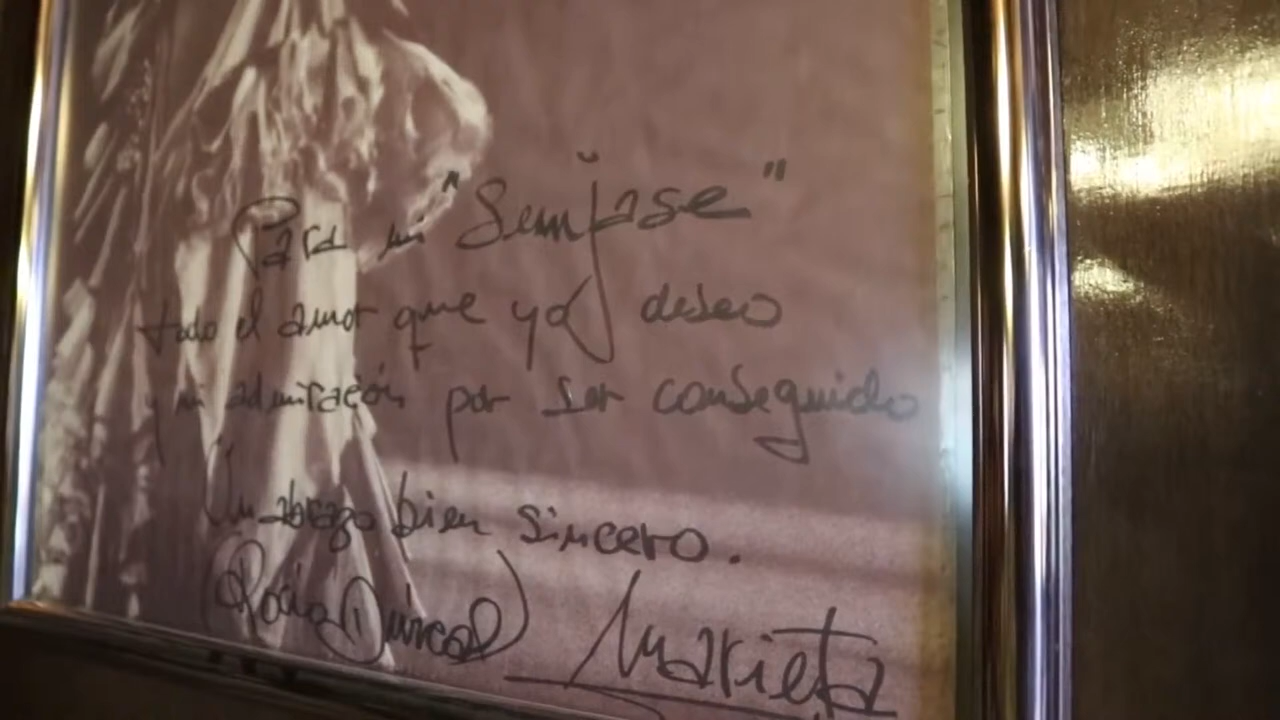 Para mi "Semjase"
todo el amor que yo deseo
y mi admiración por ser conseguido
Un abrazo bien sincero.
(Rocío Dúrcal) Marieta